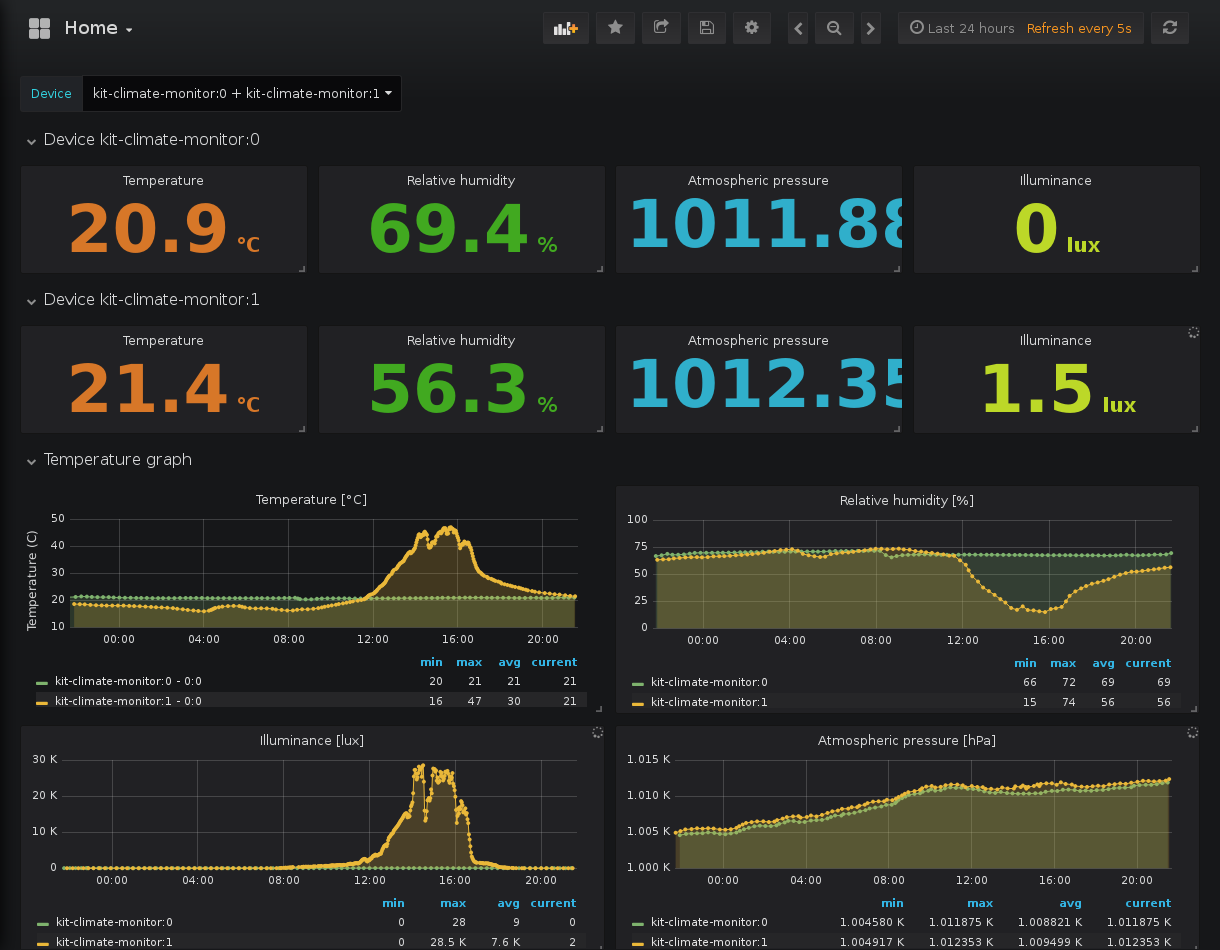 Home
Last 24 hours Refresh every 5s
Device kit-climate-monitor:0 + kit-climate-monitor:1
Device kit-climate-monitor:0
Temperature Relative humidity Atmospheric pressure Illuminance
20.9 °C 69.4 % 1011.88 0 lux
Device kit-climate-monitor:1
Temperature Relative humidity Atmospheric pressure Illuminance
21.4 °C 56.3 % 1012.35 1.5 lux
Temperature graph
Temperature [°C]
Temperature (C)
50
40
30
20
10
00:00 04:00 08:00 12:00 16:00 20:00
min max avg current
kit-climate-monitor:0 - 0:0 20 21 21 21
kit-climate-monitor:1 - 0:0 16 47 30 21
Relative humidity [%]
100
75
50
25
0
00:00 04:00 08:00 12:00 16:00 20:00
min max avg current
kit-climate-monitor:0 66 72 69 69
kit-climate-monitor:1 15 74 56 56
Illuminance [lux]
30 K
20 K
10 K
0
00:00 04:00 08:00 12:00 16:00 20:00
min max avg current
kit-climate-monitor:0 0 28 9 0
kit-climate-monitor:1 0 28.5 K 7.6 K 2
Atmospheric pressure [hPa]
1.015 K
1.010 K
1.005 K
1.000 K
00:00 04:00 08:00 12:00 16:00 20:00
min max avg current
kit-climate-monitor:0 1.004580 K 1.011875 K 1.008821 K 1.011875 K
kit-climate-monitor:1 1.004917 K 1.012353 K 1.009499 K 1.012353 K